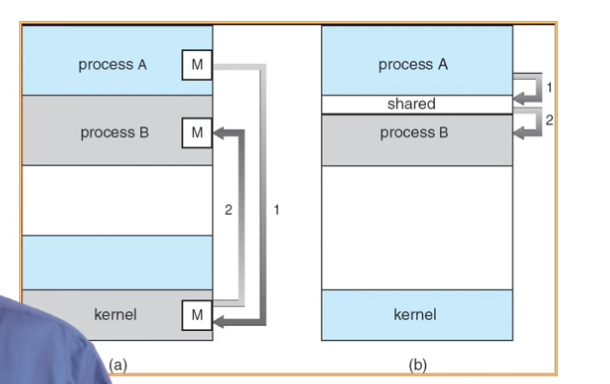 process A
M
process B
M
2
1
kernel
M
(a)
process A
1
shared
2
process B
kernel
(b)